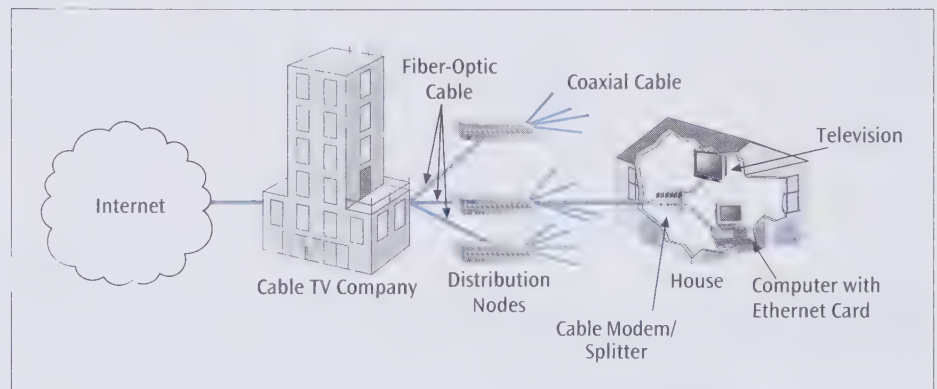 Fiber-Optic
Cable
Coaxial Cable
Television
Internet
Cable TV Company
Distribution
Nodes
House
Computer with
Ethernet Card
Cable Modem/
Splitter